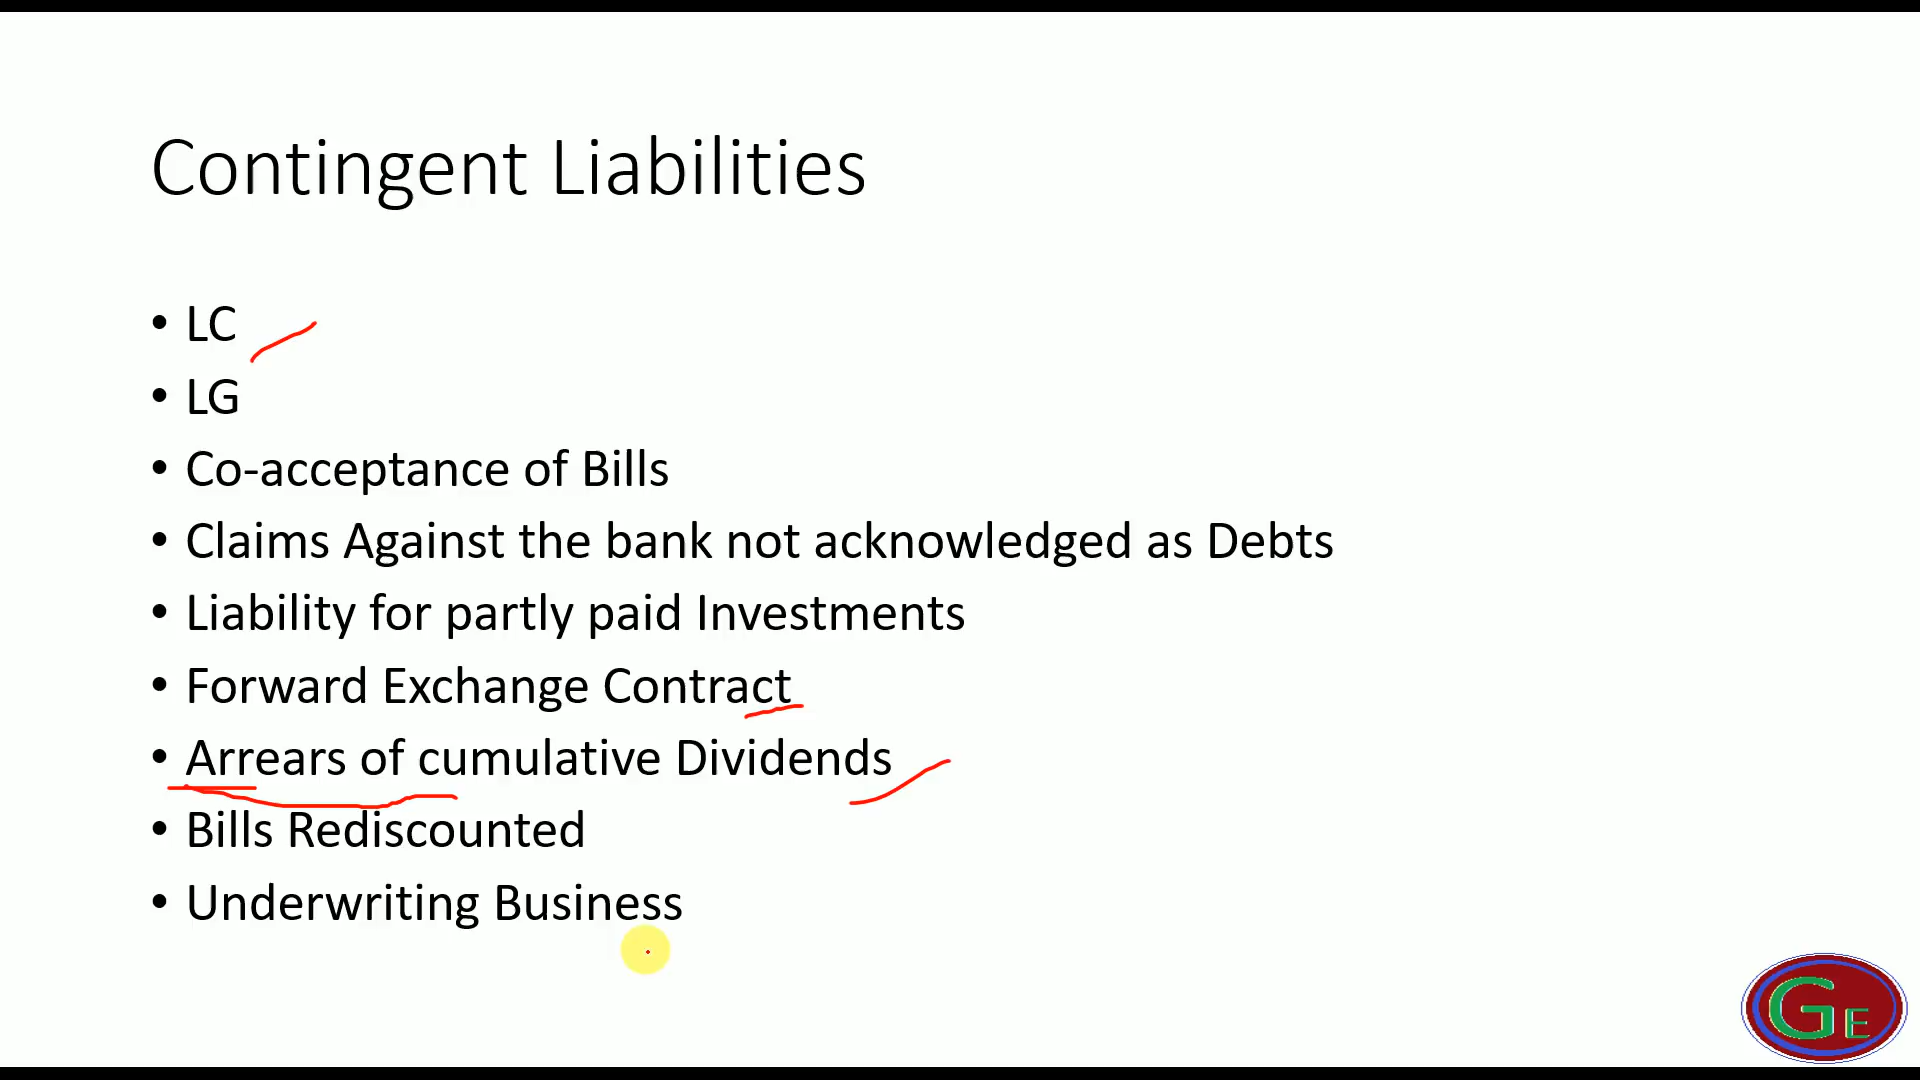 Contingent Liabilities
• LC
• LG
• Co-acceptance of Bills
• Claims Against the bank not acknowledged as Debts
• Liability for partly paid Investments
• Forward Exchange Contract
• Arrears of cumulative Dividends
• Bills Rediscounted
• Underwriting Business
GE